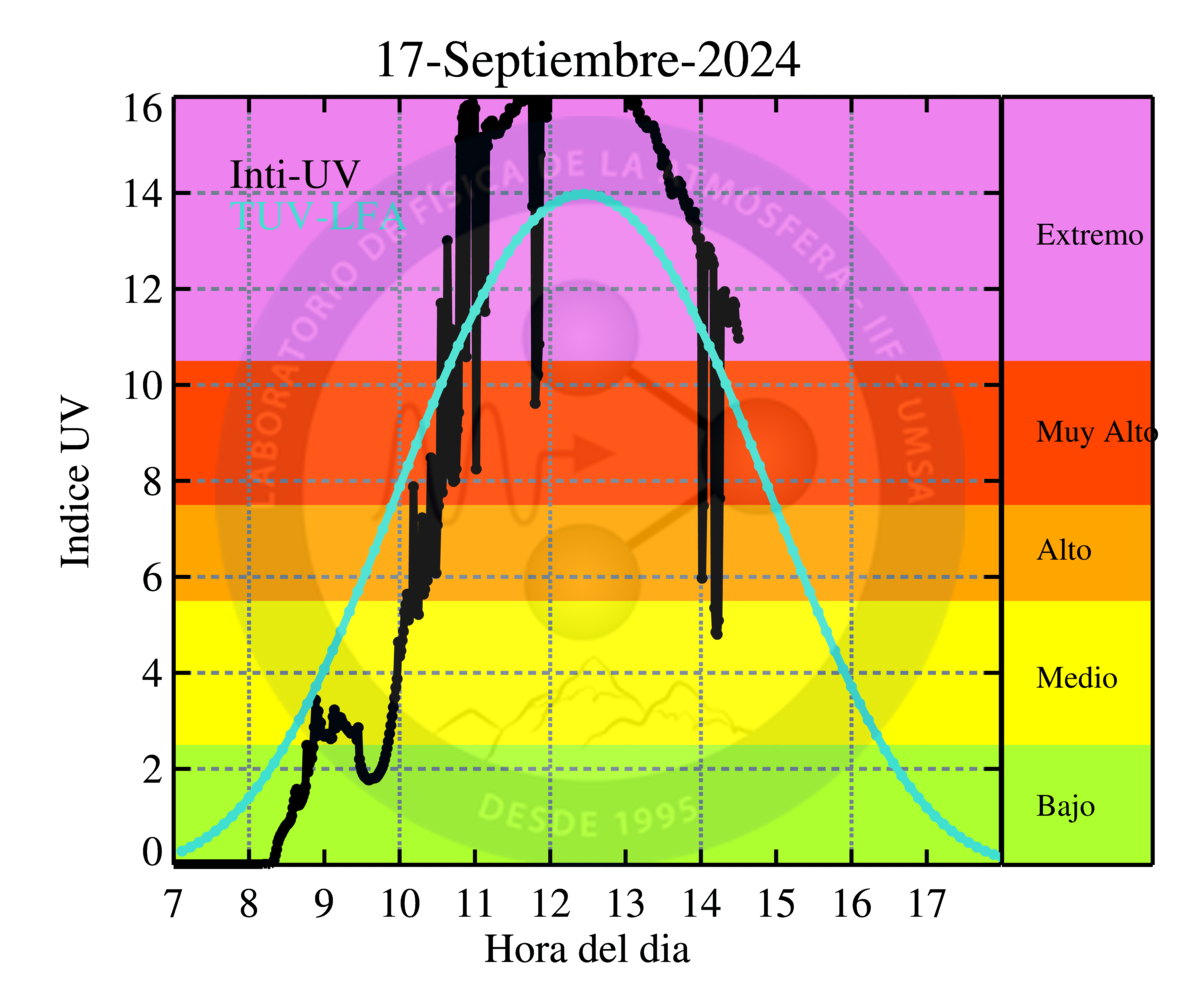 17-Septiembre-2024
Inti-UV
TUV-LFA
16
14
12
10
8
6
4
2
0
Indice UV
7 8 9 10 11 12 13 14 15 16 17
Hora del dia
Extremo
Muy Alto
Alto
Medio
Bajo
LABORATORIO DE FÍSICA DE LA ATMÓSFERA - IIF - UMSA
DESDE 1995